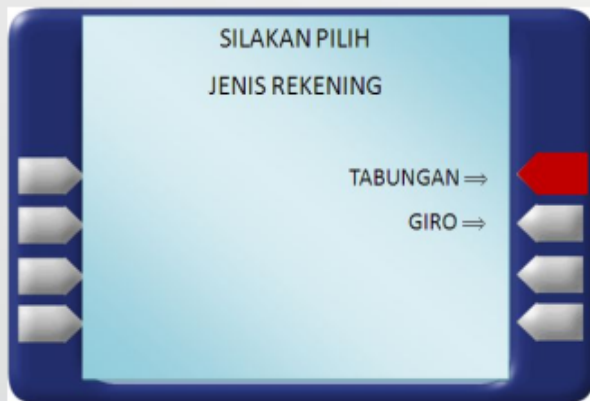 SILAKAN PILIH
JENIS REKENING
TABUNGAN ⇒
GIRO ⇒